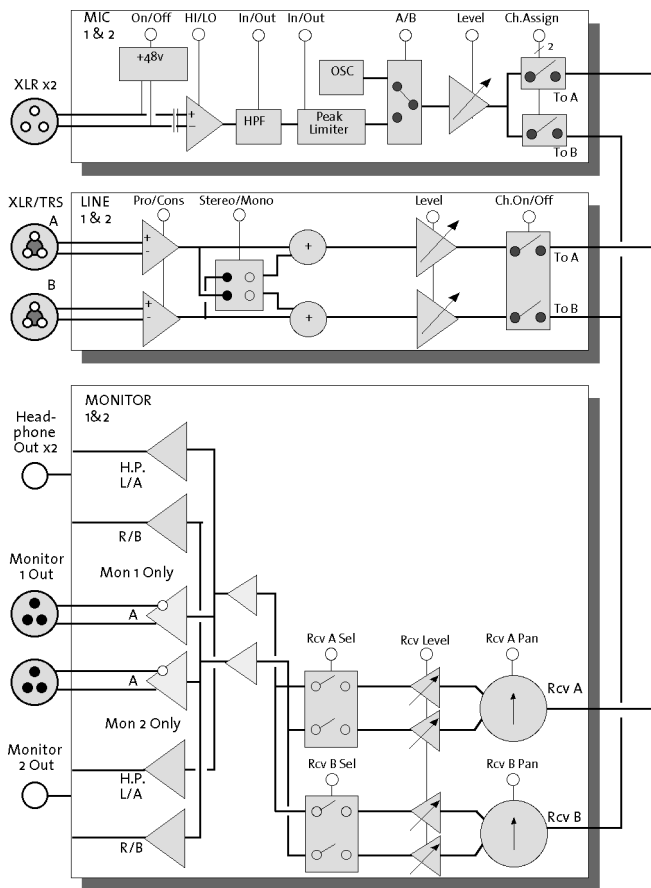 MIC
1 & 2
On/Off
HI/LO
In/Out
In/Out
A/B
Level
Ch.Assign
2
+48v
XLR x2
OSC
+
−
HPF
Peak
Limiter
To A
To B
XLR/TRS
LINE
1 & 2
Pro/Cons
Stereo/Mono
Level
Ch.On/Off
A
+
-
+
To A
B
+
-
+
To B
MONITOR
1&2
Head-
phone
Out x2
H.P.
L/A
R/B
Monitor
1 Out
Mon 1 Only
A
A
Rcv A Sel
Rcv Level
Rcv A Pan
Rcv A
Mon 2 Only
Monitor
2 Out
H.P.
L/A
Rcv B Sel
Rcv B Pan
Rcv B
R/B